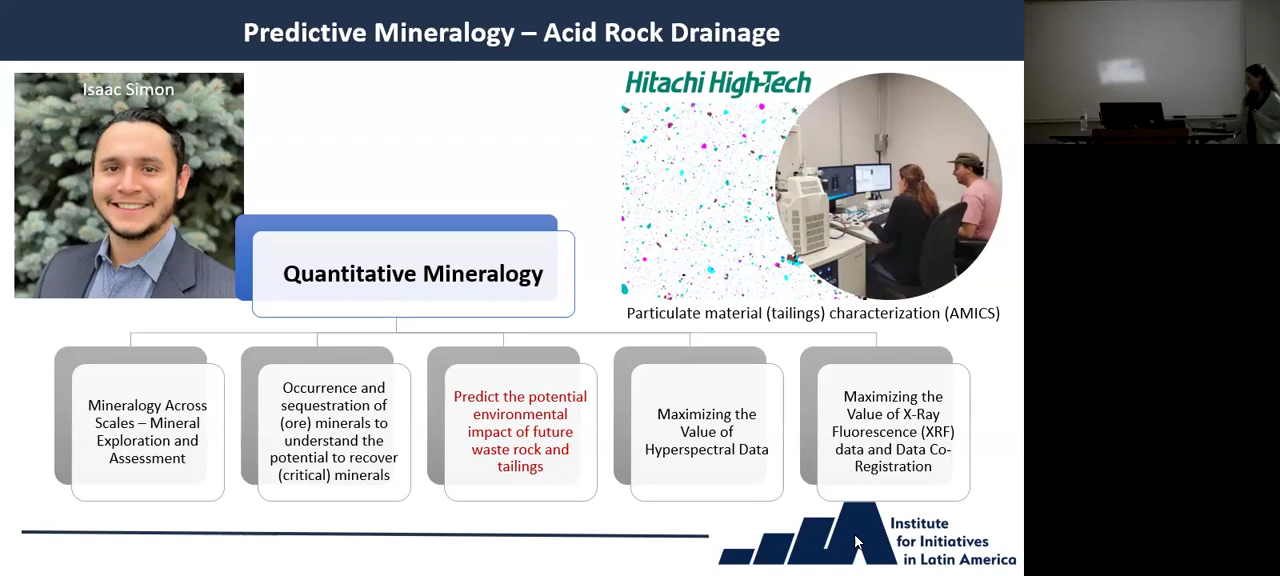 Predictive Mineralogy – Acid Rock Drainage
Isaac Simon
Hitachi High-Tech
Particulate material (tailings) characterization (AMICS)
Quantitative Mineralogy
Mineralogy Across
Scales – Mineral
Exploration and
Assessment
Occurrence and
sequestration of
(ore) minerals to
understand the
potential to recover
(critical) minerals
Predict the potential
environmental
impact of future
waste rock and
tailings
Maximizing the
Value of
Hyperspectral Data
Maximizing the
Value of X-Ray
Fluorescence (XRF)
data and Data Co-
Registration
Institute
for Initiatives
in Latin America